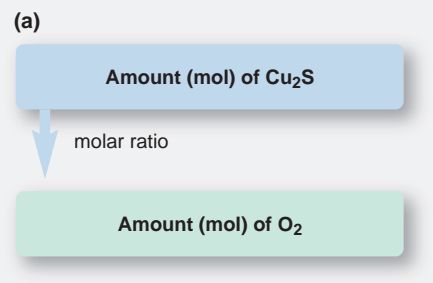 (a)
Amount (mol) of Cu₂S
molar ratio
Amount (mol) of O₂